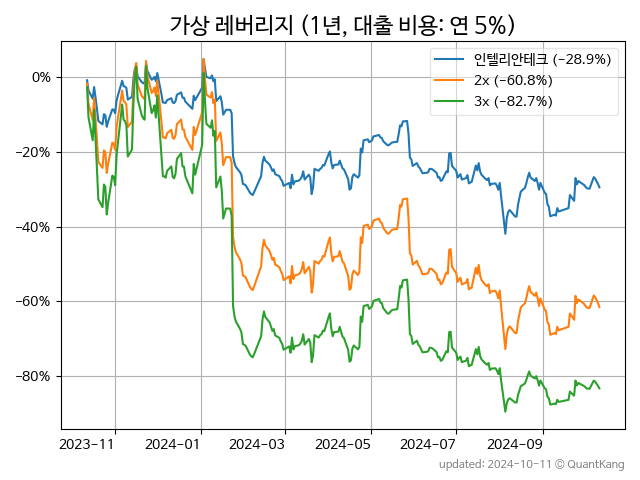 가상 레버리지 (1년, 대출 비용: 연 5%)
인텔리안테크 (−28.9%)
2x (−60.8%)
3x (−82.7%)
0%
−20%
−40%
−60%
−80%
2023-11 2024-01 2024-03 2024-05 2024-07 2024-09
updated: 2024-10-11 © QuantKang